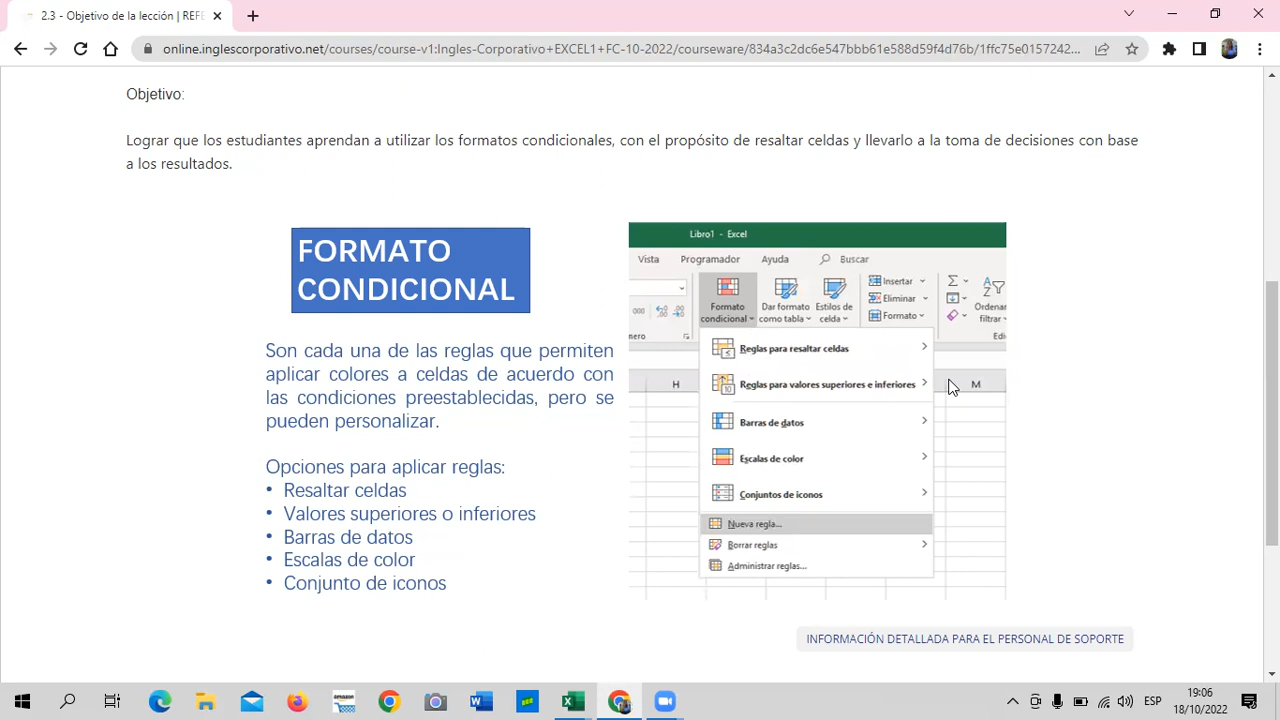 2.3 - Objetivo de la lección | REFE
online.inglescorporativo.net/courses/course-v1:Ingles-Corporativo+EXCEL1+FC-10-2022/courseware/834a3c2dc6e547bbb61e588d59f4d76b/1ffc75e0157242...
Objetivo:
Lograr que los estudiantes aprendan a utilizar los formatos condicionales, con el propósito de resaltar celdas y llevarlo a la toma de decisiones con base
a los resultados.
FORMATO
CONDICIONAL
Son cada una de las reglas que permiten
aplicar colores a celdas de acuerdo con
las condiciones preestablecidas, pero se
pueden personalizar.
Opciones para aplicar reglas:
• Resaltar celdas
• Valores superiores o inferiores
• Barras de datos
• Escalas de color
• Conjunto de iconos
Libro1 - Excel
Vista Programador Ayuda Buscar
Formato
condicional
Dar formato
como tabla
Estilos de
celda
Insertar
Eliminar
Formato
Ordenar
filtrar
nero
Edic
000
H M
Reglas para resaltar celdas
Reglas para valores superiores e inferiores
10
Barras de datos
Escalas de color
Conjuntos de iconos
Nueva regla...
Borrar reglas
Administrar reglas...
INFORMACIÓN DETALLADA PARA EL PERSONAL DE SOPORTE
amazon
ESP
19:06
18/10/2022